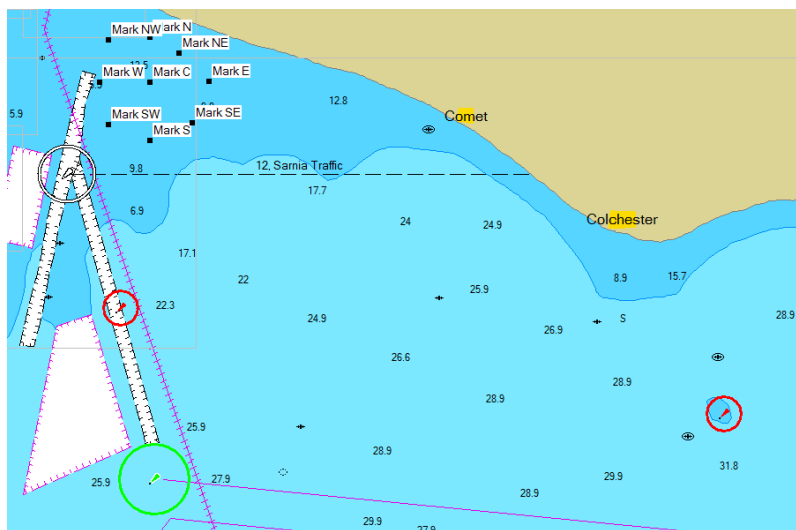 Mark NW
Mark N
Mark NE
12.5
Mark W
Mark C
Mark E
5.9
12.8
5.9
Mark SW
Mark SE
Mark S
Comet
9.8
12, Sarnia Traffic
17.7
6.9
24
24.9
Colchester
17.1
22
25.9
8.9
15.7
22.3
24.9
26.9
S
28.9
26.6
28.9
28.9
25.9
28.9
31.8
25.9
27.9
29.9
28.9
29.9
27.9